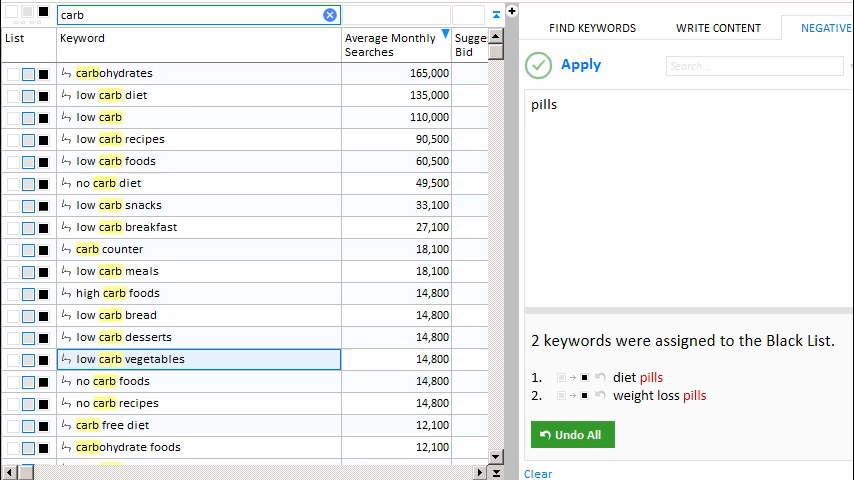 carb
List Keyword Average Monthly Searches Sugge Bid
carbohydrates 165,000
low carb diet 135,000
low carb 110,000
low carb recipes 90,500
low carb foods 60,500
no carb diet 49,500
low carb snacks 33,100
low carb breakfast 27,100
carb counter 18,100
low carb meals 18,100
high carb foods 14,800
low carb bread 14,800
low carb desserts 14,800
low carb vegetables 14,800
no carb foods 14,800
no carb recipes 14,800
carb free diet 12,100
carbohydrate foods 12,100
FIND KEYWORDS WRITE CONTENT NEGATIVE
Apply Search...
pills
2 keywords were assigned to the Black List.
1. diet pills
2. weight loss pills
Undo All
Clear